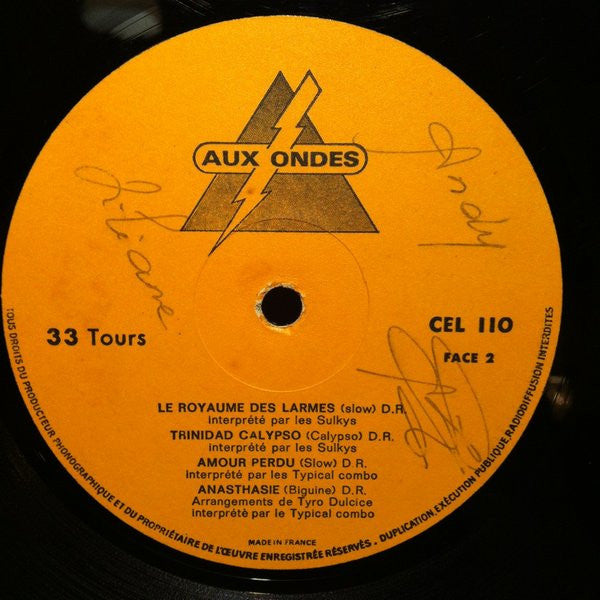 AUX ONDES
Andy
Liliane
33 Tours
CEL 110
FACE 2
LE ROYAUME DES LARMES (slow) D.R.
interprété par les Sulkys
TRINIDAD CALYPSO (Calypso) D.R.
interprété par les Sulkys
AMOUR PERDU (Slow) D.R.
interprété par les Typical combo
ANASTHASIE (Biguine) D.R.
Arrangements de Tyro Dulcice
interprétè par le Typical combo
MADE IN FRANCE
TOUS DROITS DU PRODUCTEUR PHONOGRAPHIQUE ET DU PROPRIÉTAIRE DE L'ŒUVRE ENREGISTRÉE RÉSERVÉS. DUPLICATION, EXÉCUTION PUBLIQUE, RADIODIFFUSION INTERDITES